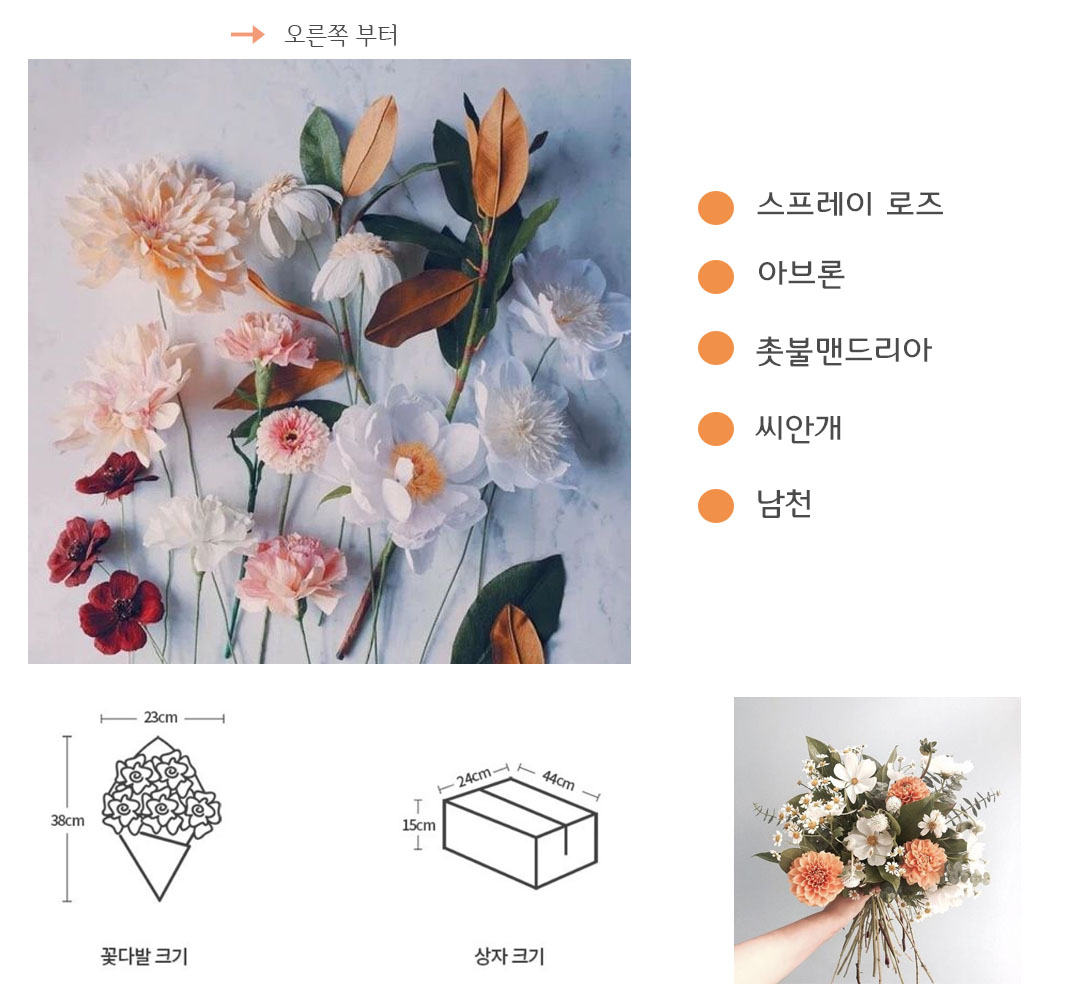 오른쪽 부터
스프레이 로즈
아브론
촛불맨드리아
씨안개
남천
23cm
38cm
꽃다발 크기
24cm
44cm
15cm
상자 크기